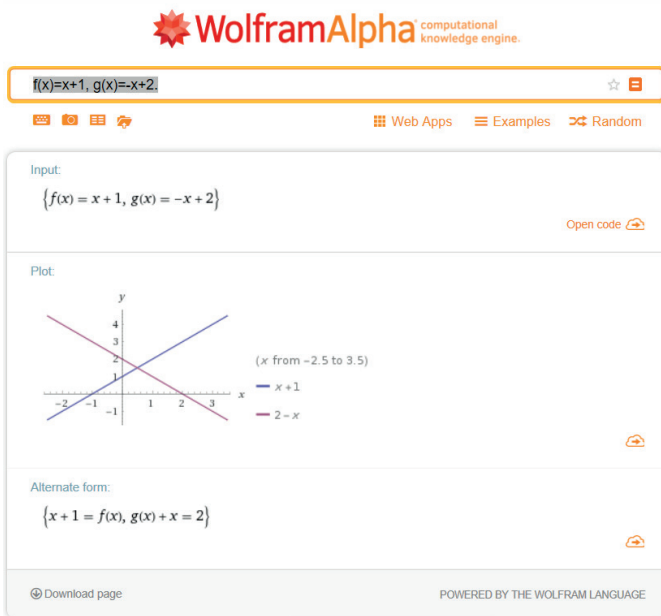 WolframAlpha computational
knowledge engine.
f(x)=x+1, g(x)=-x+2.
Web Apps Examples Random
Input:
{f(x) = x + 1, g(x) = −x + 2}
Open code
Plot:
y
4
3
2
1
−2 −1 1 2 3 x
−1
(x from −2.5 to 3.5)
x+1
2−x
Alternate form:
{x + 1 = f(x), g(x) + x = 2}
Download page POWERED BY THE WOLFRAM LANGUAGE